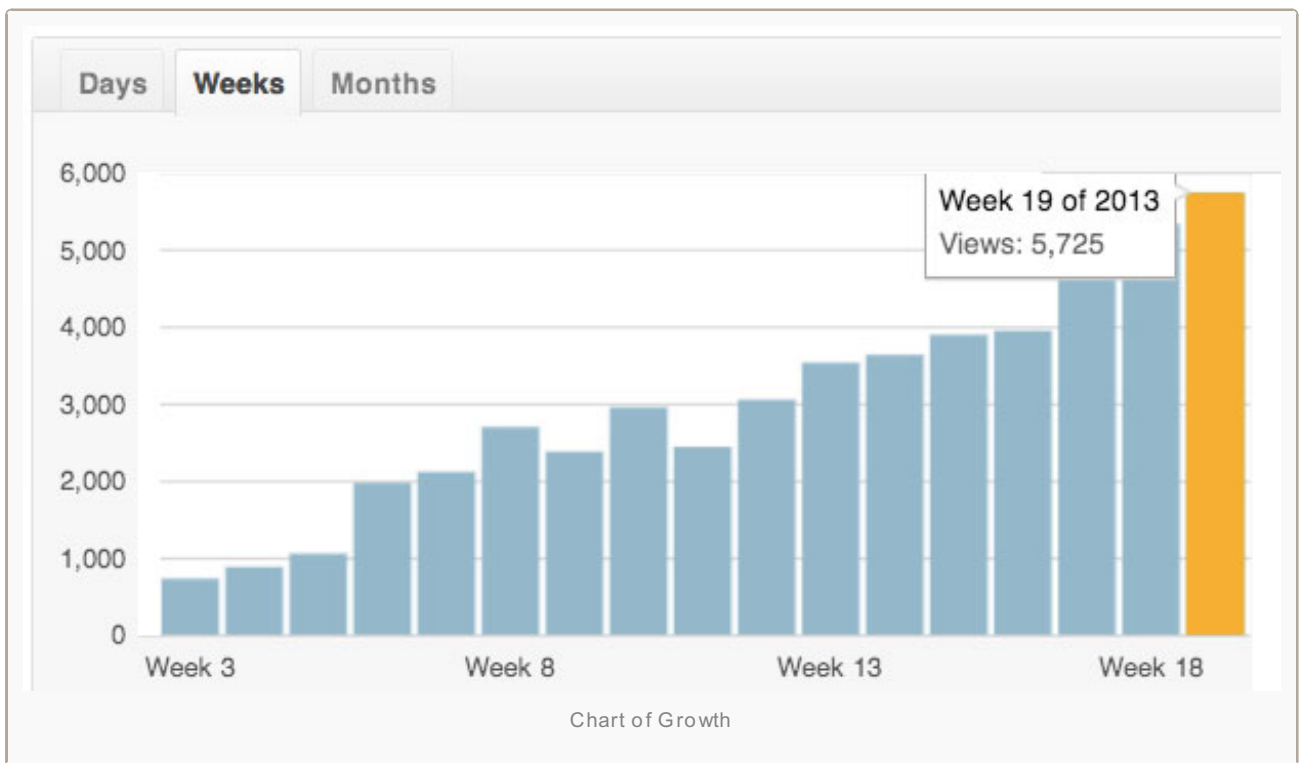 Days Weeks Months
6,000
Week 19 of 2013
Views: 5,725
5,000
4,000
3,000
2,000
1,000
0
Week 3 Week 8 Week 13 Week 18
Chart of Growth